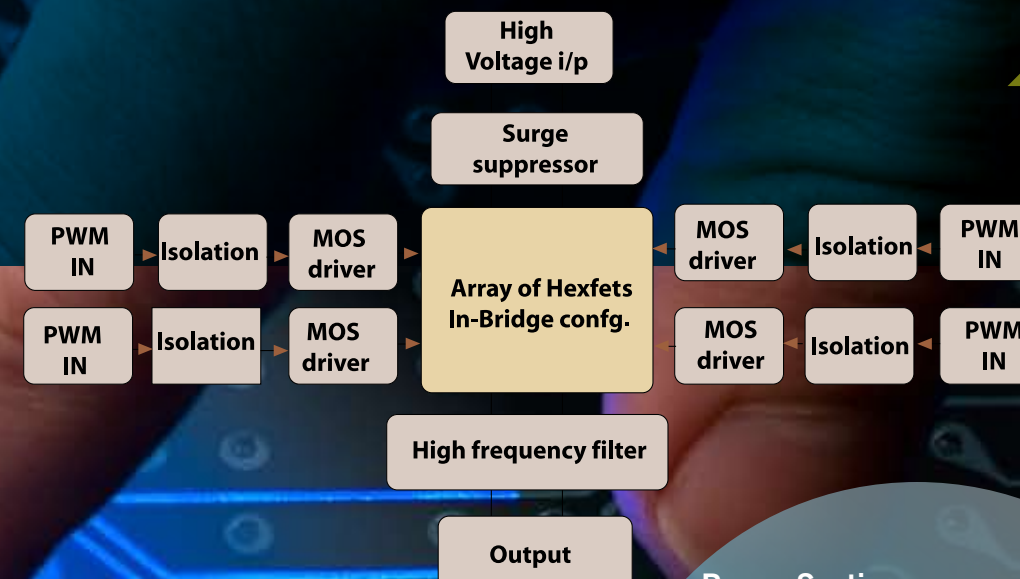 High
Voltage i/p
Surge
suppressor
PWM
IN
Isolation
MOS
driver
MOS
driver
Isolation
PWM
IN
Array of Hexfets
In-Bridge confg.
PWM
IN
Isolation
MOS
driver
MOS
driver
Isolation
PWM
IN
High frequency filter
Output